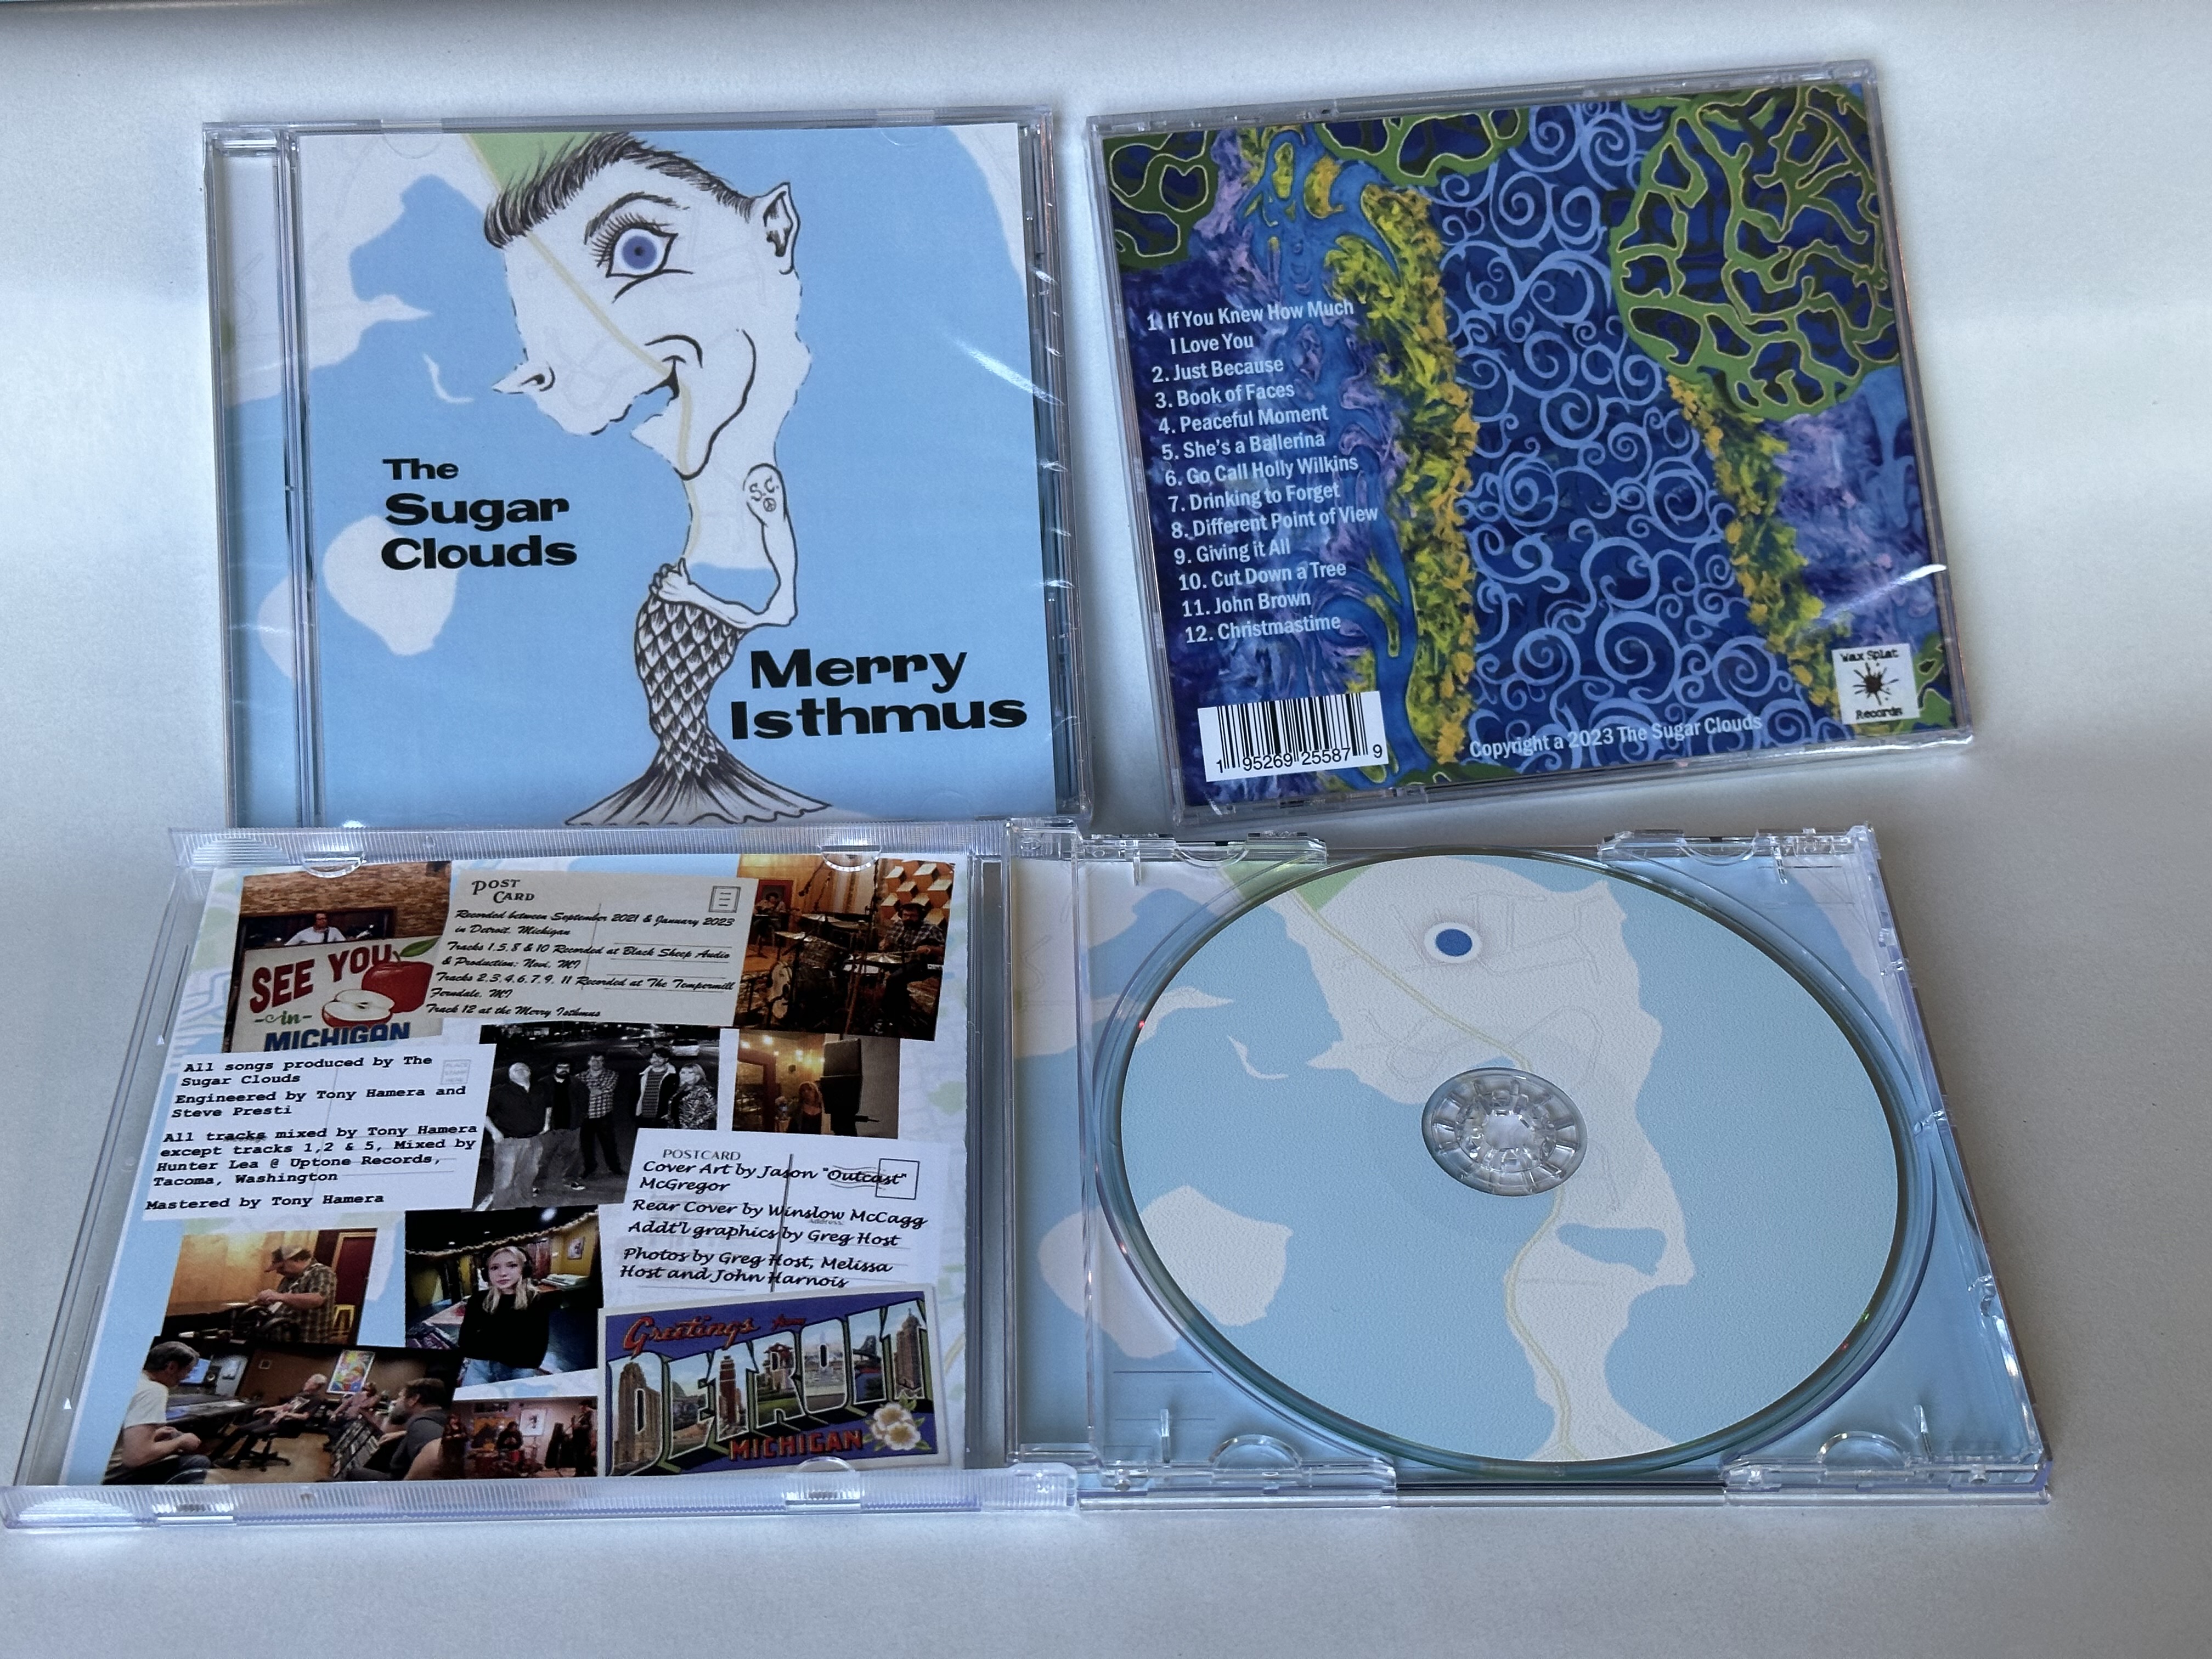 The
Sugar
Clouds
S.C.
Merry
Isthmus
1. If You Knew How Much
I Love You
2. Just Because
3. Book of Faces
4. Peaceful Moment
5. She's a Ballerina
6. Go Call Holly Wilkins
7. Drinking to Forget
8. Different Point of View
9. Giving it All
10. Cut Down a Tree
11. John Brown
12. Christmastime
1 95269 25587 9
Copyright a 2023 The Sugar Clouds
Wax Splat
Records
SEE YOU
-in-
MICHIGAN
POST
CARD
Recorded between September 2021 & January 2023
in Detroit, Michigan
Tracks 1,5,8 & 10 Recorded at Black Sheep Audio
& Production; Novi, MI
Tracks 2,3,4,6,7,9, 11 Recorded at The Tempermill
Ferndale, MI
Track 12 at the Merry Isthmus
All songs produced by The
Sugar Clouds
Engineered by Tony Hamera and
Steve Presti
All tracks mixed by Tony Hamera
except tracks 1,2 & 5, Mixed by
Hunter Lea @ Uptone Records,
Tacoma, Washington
Mastered by Tony Hamera
POSTCARD
Cover Art by Jason "Outcast"
McGregor
Rear Cover by Winslow McCagg
Address:
Addt'l graphics by Greg Host
Photos by Greg Host, Melissa
Host and John Harnois
Greetings from
DETROIT
MICHIGAN